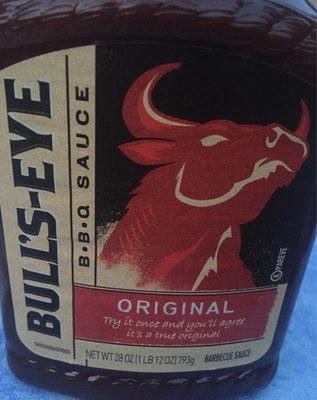 BULL'S-EYE
B•B•Q SAUCE
Ⓚ PAREVE
ORIGINAL
Try it once and you'll agree
it's a true original
NET WT 28 OZ (1 LB 12 OZ) 793g BARBECUE SAUCE